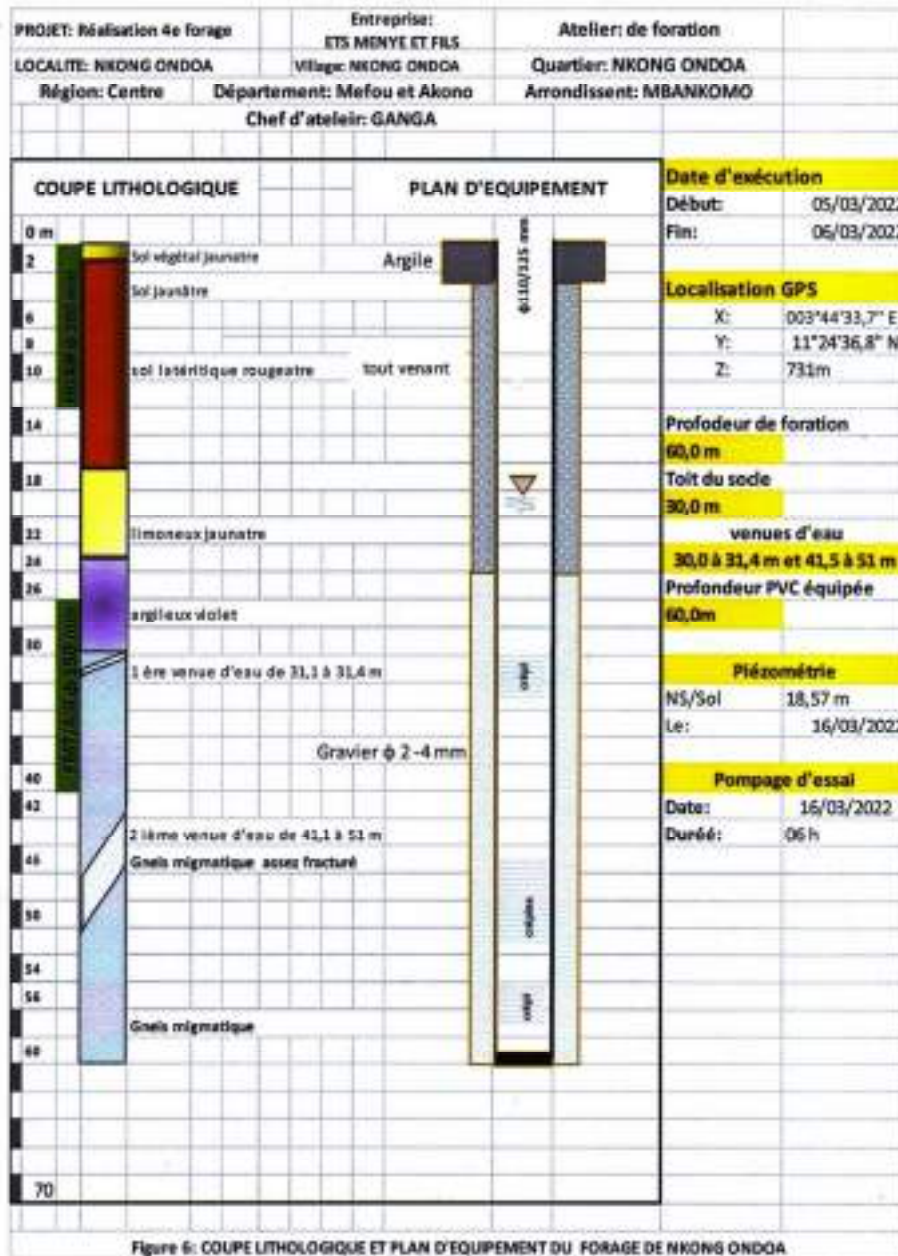 PROJET: Réalisation 4e forage
Entreprise:
ETS MENYE ET FILS
Atelier: de foration
LOCALITE: NKONG ONDOA
Village: NKONG ONDOA
Quartier: NKONG ONDOA
Région: Centre
Département: Mefou et Akono
Arrondissent: MBANKOMO
Chef d'ateleir: GANGA
COUPE LITHOLOGIQUE
PLAN D'EQUIPEMENT
0 m
2
6
8
10
14
18
22
24
26
30
40
42
46
50
54
56
60
70
Sol végétal jaunatre
Sol jaunâtre
sol latéritique rougeatre
limoneux jaunatre
argileux violet
1 ère venue d'eau de 31,1 à 31,4 m
2 ième venue d'eau de 41,1 à 51 m
Gneis migmatique assez fracturé
Gneis migmatique
Argile
ϕ110/125 mm
tout venant
Gravier ϕ 2 -4 mm
Date d'exécution
Début: 05/03/2022
Fin: 06/03/2022
Localisation GPS
X: 003°44'33,7" E
Y: 11°24'36,8" N
Z: 731m
Profodeur de foration
60,0 m
Toit du socle
30,0 m
venues d'eau
30,0 à 31,4 m et 41,5 à 51 m
Profondeur PVC équipée
60,0m
Piézométrie
NS/Sol 18,57 m
Le: 16/03/2022
Pompage d'essai
Date: 16/03/2022
Duréé: 06 h
Figure 6: COUPE LITHOLOGIQUE ET PLAN D'EQUIPEMENT DU FORAGE DE NKONG ONDOA